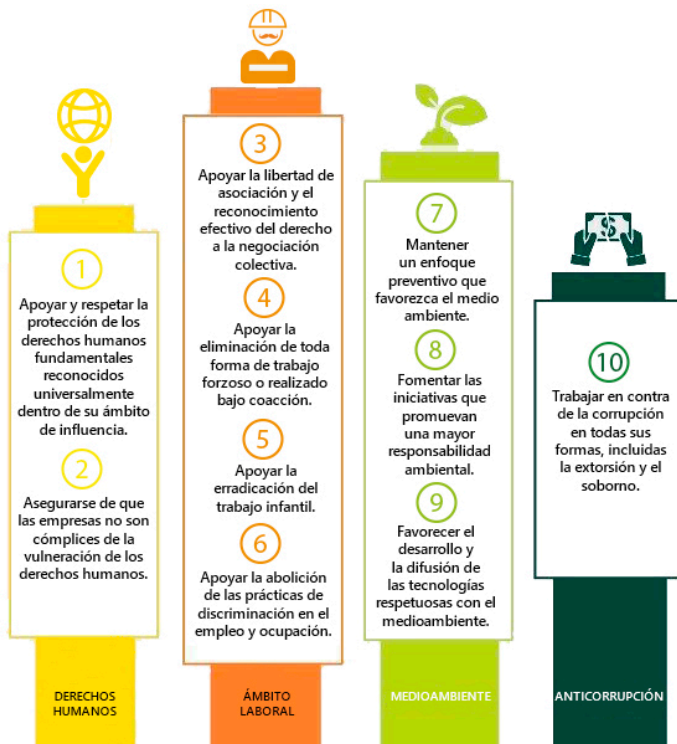 1
Apoyar y respetar la
protección de los
derechos humanos
fundamentales
reconocidos
universalmente
dentro de su ámbito
de influencia.
2
Asegurarse de que
las empresas no son
cómplices de la
vulneración de los
derechos humanos.
DERECHOS
HUMANOS
3
Apoyar la libertad de
asociación y el
reconocimiento
efectivo del derecho
a la negociación
colectiva.
4
Apoyar la
eliminación de toda
forma de trabajo
forzoso o realizado
bajo coacción.
5
Apoyar la
erradicación del
trabajo infantil.
6
Apoyar la abolición
de las prácticas de
discriminación en el
empleo y ocupación.
ÁMBITO
LABORAL
7
Mantener
un enfoque
preventivo que
favorezca el medio
ambiente.
8
Fomentar las
iniciativas que
promuevan
una mayor
responsabilidad
ambiental.
9
Favorecer el
desarrollo y
la difusión de
las tecnologías
respetuosas con el
medioambiente.
MEDIOAMBIENTE
$
10
Trabajar en contra
de la corrupción
en todas sus
formas, incluidas
la extorsión y el
soborno.
ANTICORRUPCIÓN